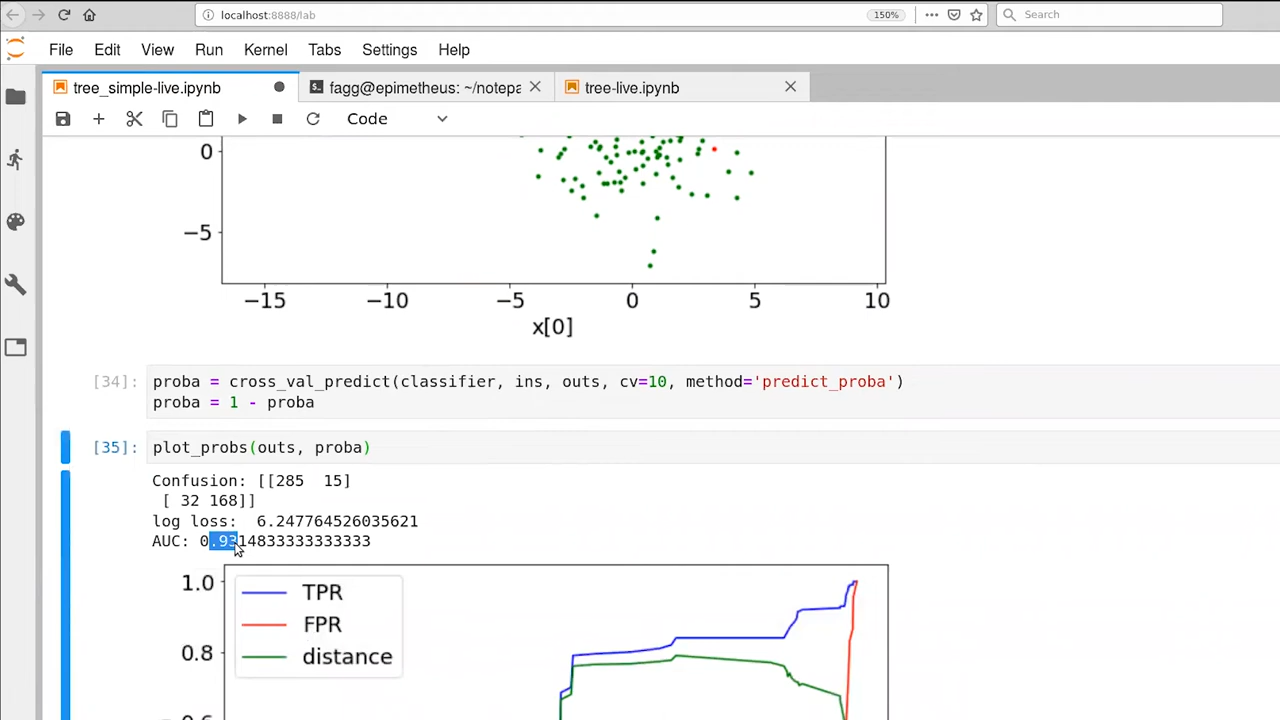 localhost:8888/lab
150%
Search
File Edit View Run Kernel Tabs Settings Help
tree_simple-live.ipynb
fagg@epimetheus: ~/notepa
tree-live.ipynb
Code
0
−5
−15 −10 −5 0 5 10
x[0]
[34]: proba = cross_val_predict(classifier, ins, outs, cv=10, method='predict_proba')
proba = 1 - proba
[35]: plot_probs(outs, proba)
Confusion: [[285 15]
[ 32 168]]
log loss: 6.247764526035621
AUC: 0.9314833333333333
1.0
TPR
FPR
0.8
distance
0.6